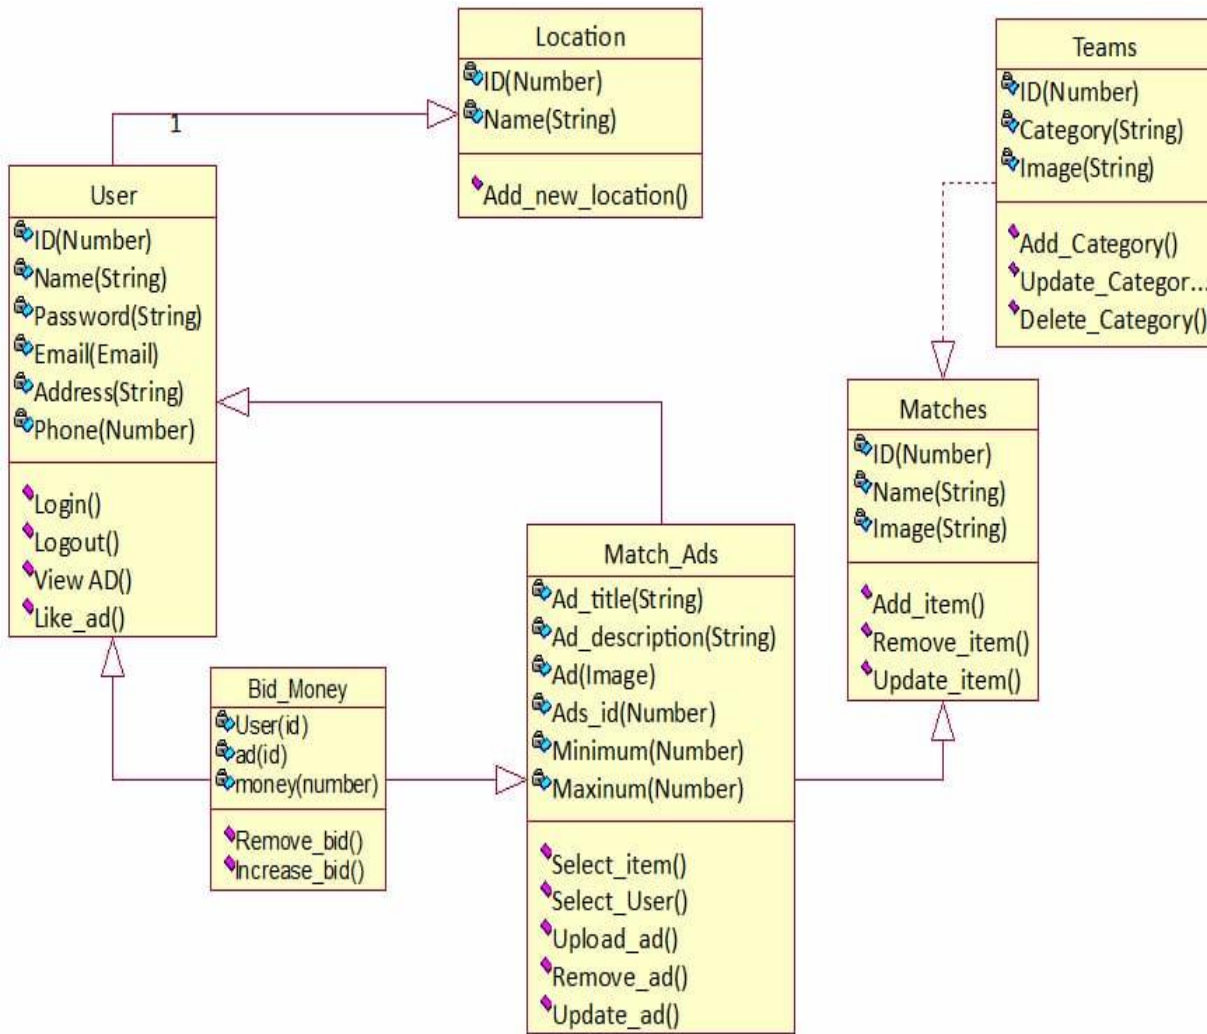 Location
ID(Number)
Name(String)
Add_new_location()
Teams
ID(Number)
Category(String)
Image(String)
Add_Category()
Update_Categor...
Delete_Category()
1
User
ID(Number)
Name(String)
Password(String)
Email(Email)
Address(String)
Phone(Number)
Login()
Logout()
View AD()
Like_ad()
Matches
ID(Number)
Name(String)
Image(String)
Add_item()
Remove_item()
Update_item()
Match_Ads
Ad_title(String)
Ad_description(String)
Ad(Image)
Ads_id(Number)
Minimum(Number)
Maxinum(Number)
Select_item()
Select_User()
Upload_ad()
Remove_ad()
Update_ad()
Bid_Money
User(id)
ad(id)
money(number)
Remove_bid()
Increase_bid()